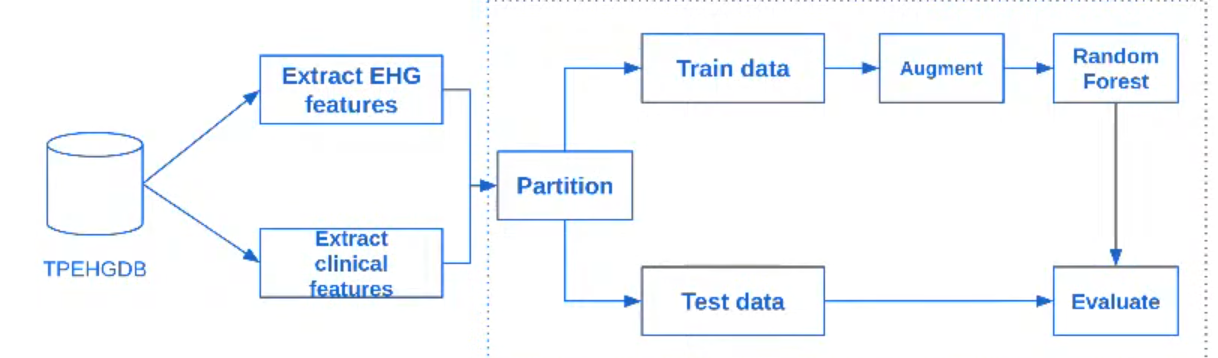 TPEHGDB
Extract EHG
features
Extract
clinical
features
Partition
Train data
Augment
Random
Forest
Test data
Evaluate